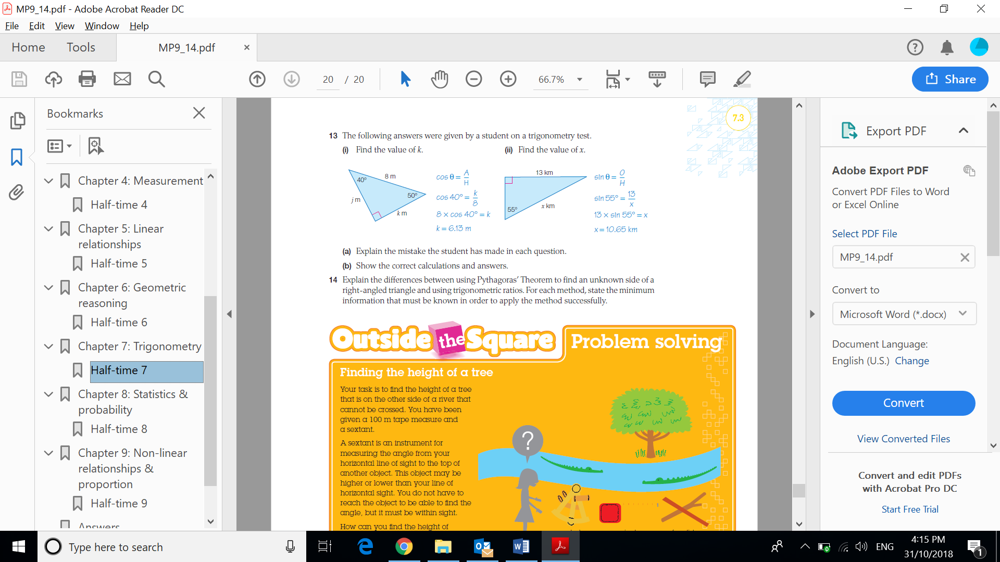 MP9_14.pdf - Adobe Acrobat Reader DC
File Edit View Window Help
Home Tools MP9_14.pdf
20 / 20 66.7% Share
Bookmarks
Chapter 4: Measurement
Half-time 4
Chapter 5: Linear
relationships
Half-time 5
Chapter 6: Geometric
reasoning
Half-time 6
Chapter 7: Trigonometry
Half-time 7
Chapter 8: Statistics &
probability
Half-time 8
Chapter 9: Non-linear
relationships &
proportion
Half-time 9
Answers
7.3
13 The following answers were given by a student on a trigonometry test.
(i) Find the value of k.
(ii) Find the value of x.
40°
8 m
50°
j m
k m
cos θ = A/H
cos 40° = k/8
8 × cos 40° = k
k = 6.13 m
13 km
55°
x km
sin θ = O/H
sin 55° = 13/x
13 × sin 55° = x
x = 10.65 km
(a) Explain the mistake the student has made in each question.
(b) Show the correct calculations and answers.
14 Explain the differences between using Pythagoras' Theorem to find an unknown side of a
right-angled triangle and using trigonometric ratios. For each method, state the minimum
information that must be known in order to apply the method successfully.
Outside the Square
Problem solving
Finding the height of a tree
Your task is to find the height of a tree
that is on the other side of a river that
cannot be crossed. You have been
given a 100 m tape measure and
a sextant.
A sextant is an instrument for
measuring the angle from your
horizontal line of sight to the top of
another object. This object may be
higher or lower than your line of
horizontal sight. You do not have to
reach the object to be able to find the
angle, but it must be within sight.
How can you find the height of
?
Export PDF
Adobe Export PDF
Convert PDF Files to Word
or Excel Online
Select PDF File
MP9_14.pdf
Convert to
Microsoft Word (*.docx)
Document Language:
English (U.S.) Change
Convert
View Converted Files
Convert and edit PDFs
with Acrobat Pro DC
Start Free Trial
Type here to search
ENG
4:15 PM
31/10/2018
1